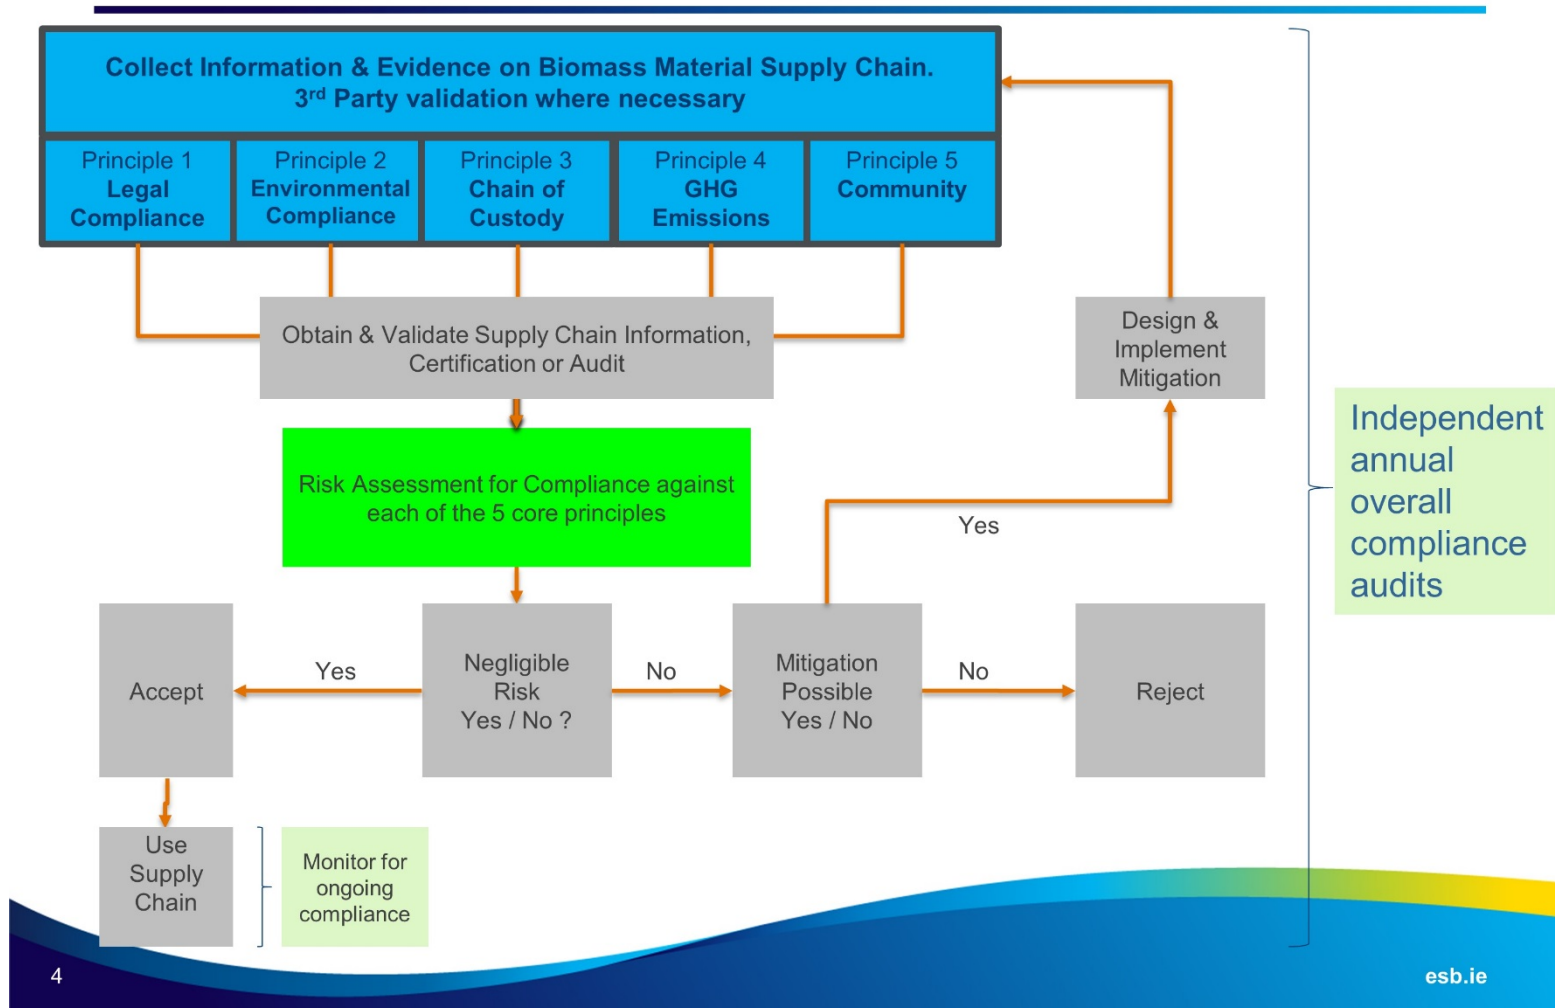 Collect Information & Evidence on Biomass Material Supply Chain.
3rd Party validation where necessary
Principle 1
Legal
Compliance
Principle 2
Environmental
Compliance
Principle 3
Chain of
Custody
Principle 4
GHG
Emissions
Principle 5
Community
Obtain & Validate Supply Chain Information,
Certification or Audit
Design &
Implement
Mitigation
Risk Assessment for Compliance against
each of the 5 core principles
Yes
Independent
annual
overall
compliance
audits
Accept
Yes
Negligible
Risk
Yes / No ?
No
Mitigation
Possible
Yes / No
No
Reject
Use
Supply
Chain
Monitor for
ongoing
compliance
4
esb.ie